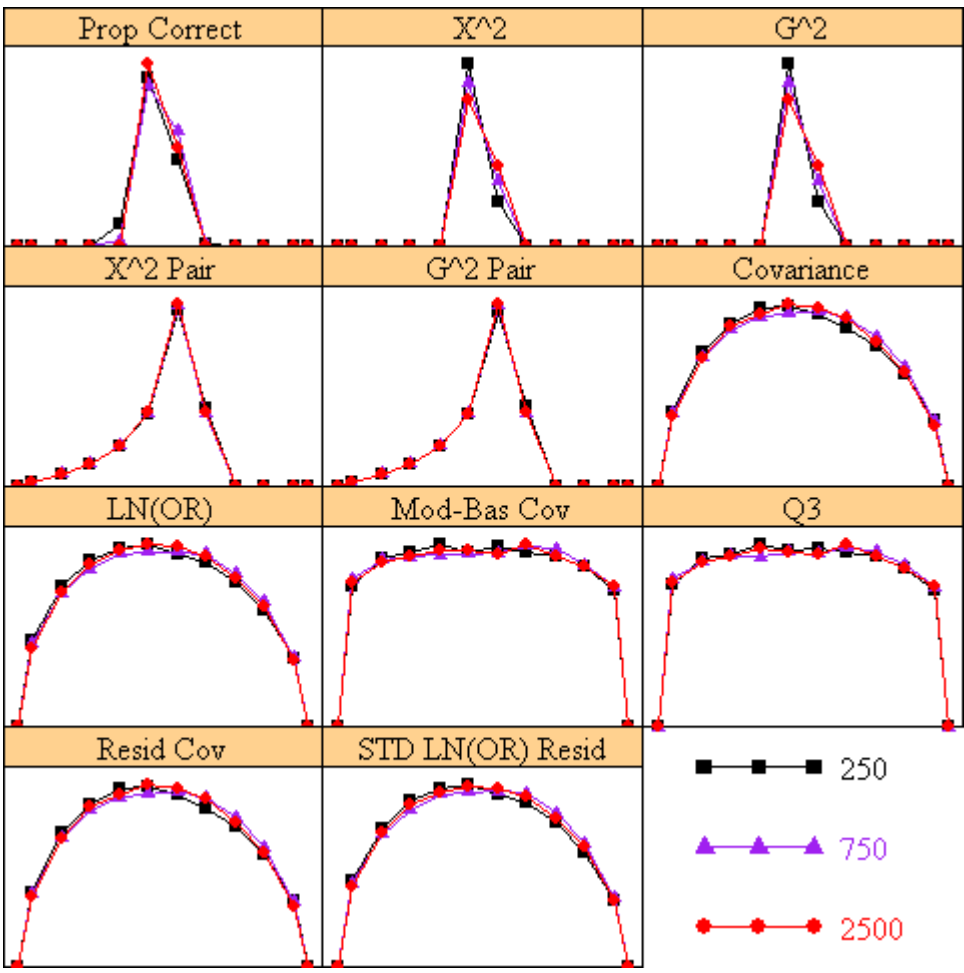 Prop Correct
X^2
G^2
X^2 Pair
G^2 Pair
Covariance
LN(OR)
Mod-Bas Cov
Q3
Resid Cov
STD LN(OR) Resid
250
750
2500